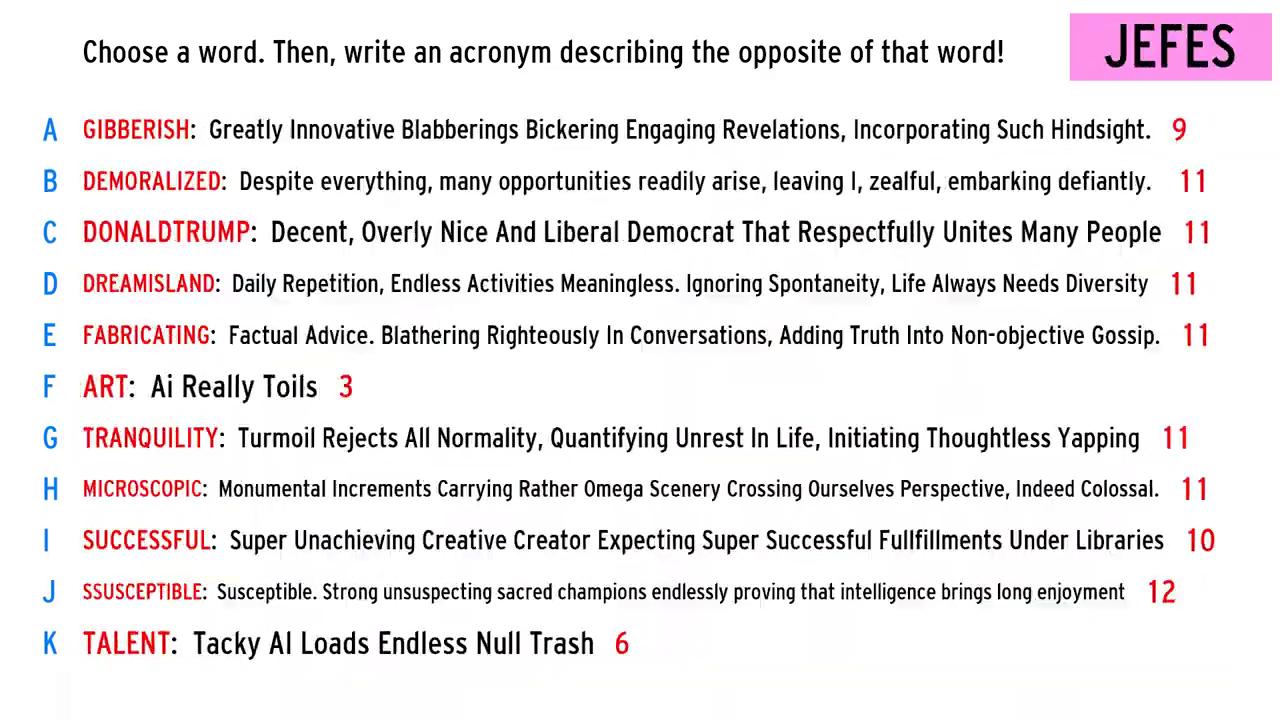 Choose a word. Then, write an acronym describing the opposite of that word!
JEFES
A GIBBERISH: Greatly Innovative Blabberings Bickering Engaging Revelations, Incorporating Such Hindsight. 9
B DEMORALIZED: Despite everything, many opportunities readily arise, leaving I, zealful, embarking defiantly. 11
C DONALDTRUMP: Decent, Overly Nice And Liberal Democrat That Respectfully Unites Many People 11
D DREAMISLAND: Daily Repetition, Endless Activities Meaningless. Ignoring Spontaneity, Life Always Needs Diversity 11
E FABRICATING: Factual Advice. Blathering Righteously In Conversations, Adding Truth Into Non-objective Gossip. 11
F ART: Ai Really Toils 3
G TRANQUILITY: Turmoil Rejects All Normality, Quantifying Unrest In Life, Initiating Thoughtless Yapping 11
H MICROSCOPIC: Monumental Increments Carrying Rather Omega Scenery Crossing Ourselves Perspective, Indeed Colossal. 11
I SUCCESSFUL: Super Unachieving Creative Creator Expecting Super Successful Fullfillments Under Libraries 10
J SSUSCEPTIBLE: Susceptible. Strong unsuspecting sacred champions endlessly proving that intelligence brings long enjoyment 12
K TALENT: Tacky AI Loads Endless Null Trash 6